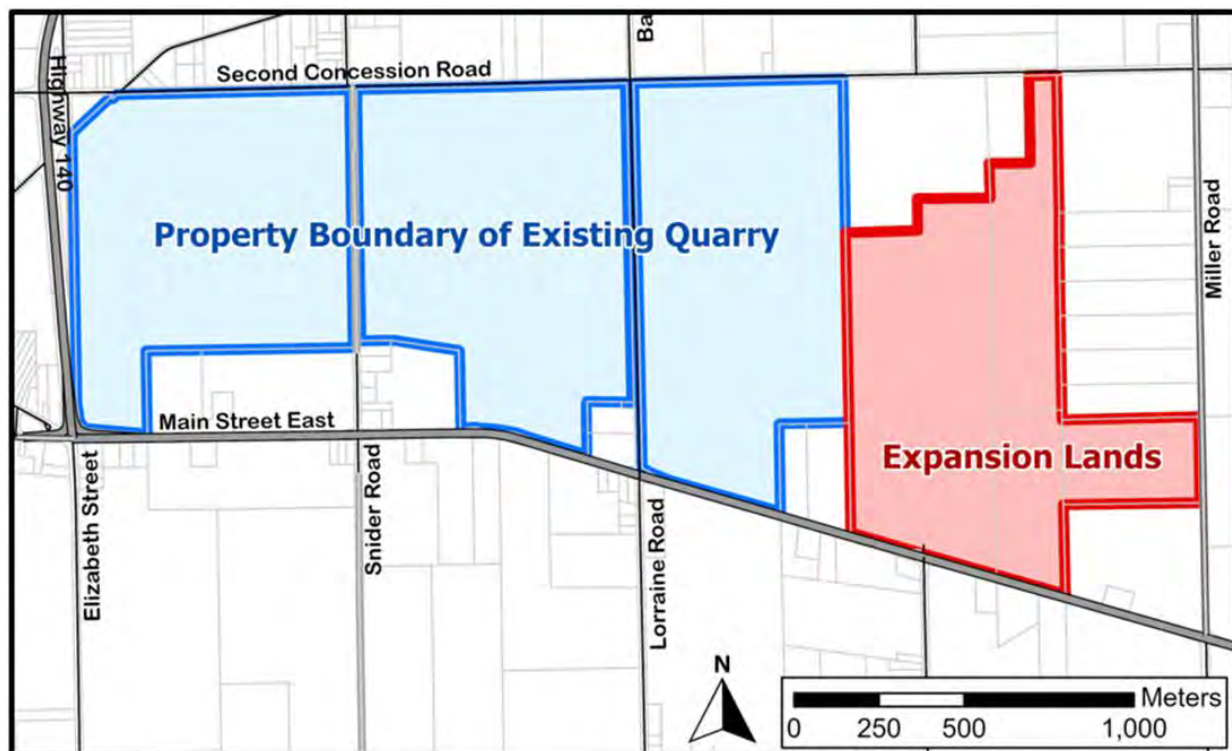 Highway 140
Second Concession Road
Ba
Property Boundary of Existing Quarry
Miller Road
Main Street East
Expansion Lands
Elizabeth Street
Snider Road
Lorraine Road
N
Meters
0 250 500 1,000